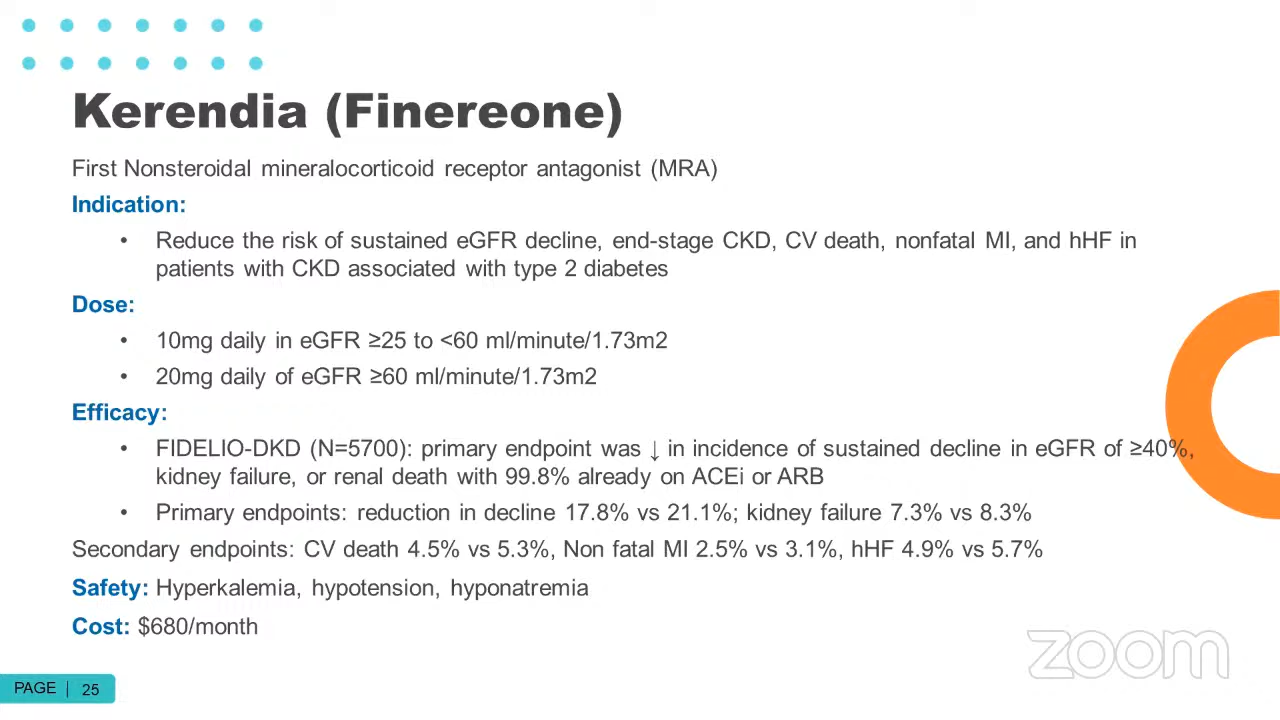 Kerendia (Finereone)
First Nonsteroidal mineralocorticoid receptor antagonist (MRA)
Indication:
• Reduce the risk of sustained eGFR decline, end-stage CKD, CV death, nonfatal MI, and hHF in
patients with CKD associated with type 2 diabetes
Dose:
• 10mg daily in eGFR ≥25 to <60 ml/minute/1.73m2
• 20mg daily of eGFR ≥60 ml/minute/1.73m2
Efficacy:
• FIDELIO-DKD (N=5700): primary endpoint was ↓ in incidence of sustained decline in eGFR of ≥40%,
kidney failure, or renal death with 99.8% already on ACEi or ARB
• Primary endpoints: reduction in decline 17.8% vs 21.1%; kidney failure 7.3% vs 8.3%
Secondary endpoints: CV death 4.5% vs 5.3%, Non fatal MI 2.5% vs 3.1%, hHF 4.9% vs 5.7%
Safety: Hyperkalemia, hypotension, hyponatremia
Cost: $680/month
zoom
PAGE | 25